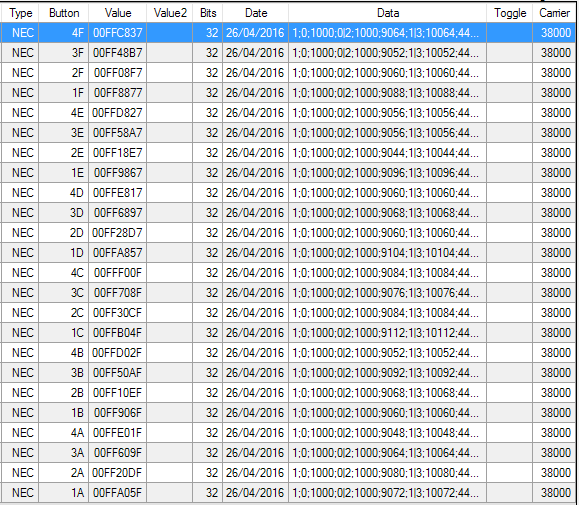 Type Button Value Value2 Bits Date Data Toggle Carrier
NEC 4F 00FFC837 32 26/04/2016 1;0;1000;0|2;1000;9064;1|3;10064;44... 38000
NEC 3F 00FF48B7 32 26/04/2016 1;0;1000;0|2;1000;9052;1|3;10052;44... 38000
NEC 2F 00FF08F7 32 26/04/2016 1;0;1000;0|2;1000;9060;1|3;10060;44... 38000
NEC 1F 00FF8877 32 26/04/2016 1;0;1000;0|2;1000;9088;1|3;10088;44... 38000
NEC 4E 00FFD827 32 26/04/2016 1;0;1000;0|2;1000;9056;1|3;10056;44... 38000
NEC 3E 00FF58A7 32 26/04/2016 1;0;1000;0|2;1000;9056;1|3;10056;44... 38000
NEC 2E 00FF18E7 32 26/04/2016 1;0;1000;0|2;1000;9044;1|3;10044;44... 38000
NEC 1E 00FF9867 32 26/04/2016 1;0;1000;0|2;1000;9096;1|3;10096;44... 38000
NEC 4D 00FFE817 32 26/04/2016 1;0;1000;0|2;1000;9060;1|3;10060;44... 38000
NEC 3D 00FF6897 32 26/04/2016 1;0;1000;0|2;1000;9068;1|3;10068;44... 38000
NEC 2D 00FF28D7 32 26/04/2016 1;0;1000;0|2;1000;9060;1|3;10060;44... 38000
NEC 1D 00FFA857 32 26/04/2016 1;0;1000;0|2;1000;9104;1|3;10104;44... 38000
NEC 4C 00FFF00F 32 26/04/2016 1;0;1000;0|2;1000;9084;1|3;10084;44... 38000
NEC 3C 00FF708F 32 26/04/2016 1;0;1000;0|2;1000;9076;1|3;10076;44... 38000
NEC 2C 00FF30CF 32 26/04/2016 1;0;1000;0|2;1000;9084;1|3;10084;44... 38000
NEC 1C 00FFB04F 32 26/04/2016 1;0;1000;0|2;1000;9112;1|3;10112;44... 38000
NEC 4B 00FFD02F 32 26/04/2016 1;0;1000;0|2;1000;9052;1|3;10052;44... 38000
NEC 3B 00FF50AF 32 26/04/2016 1;0;1000;0|2;1000;9092;1|3;10092;44... 38000
NEC 2B 00FF10EF 32 26/04/2016 1;0;1000;0|2;1000;9068;1|3;10068;44... 38000
NEC 1B 00FF906F 32 26/04/2016 1;0;1000;0|2;1000;9060;1|3;10060;44... 38000
NEC 4A 00FFE01F 32 26/04/2016 1;0;1000;0|2;1000;9048;1|3;10048;44... 38000
NEC 3A 00FF609F 32 26/04/2016 1;0;1000;0|2;1000;9064;1|3;10064;44... 38000
NEC 2A 00FF20DF 32 26/04/2016 1;0;1000;0|2;1000;9080;1|3;10080;44... 38000
NEC 1A 00FFA05F 32 26/04/2016 1;0;1000;0|2;1000;9072;1|3;10072;44... 38000